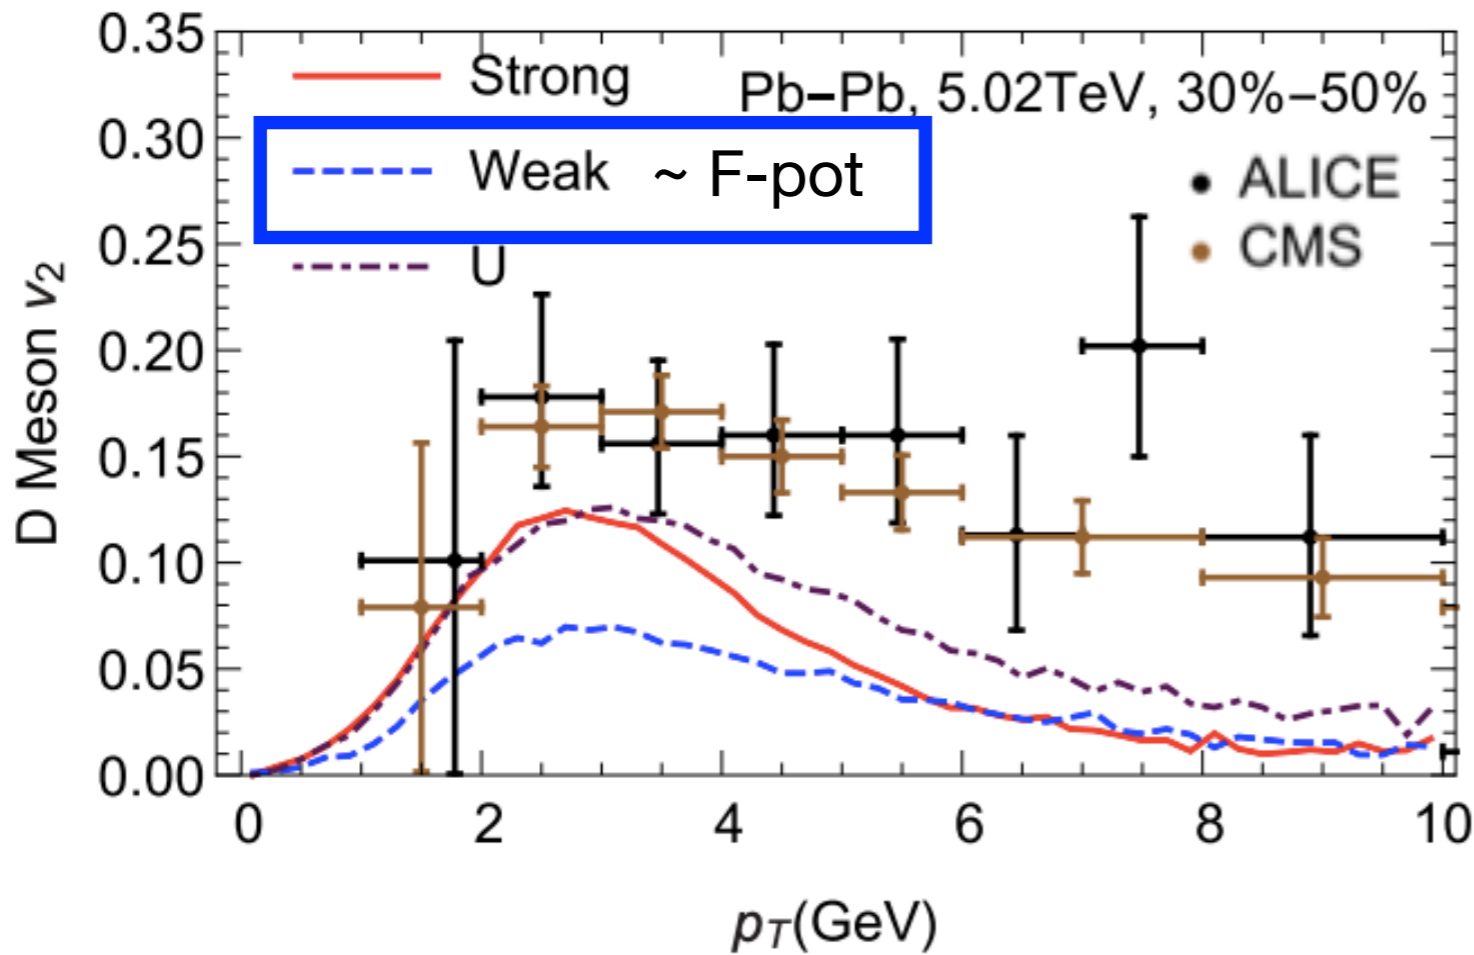 0.35
0.30
0.25
0.20
0.15
0.10
0.05
0.00
D Meson v₂
Strong
Weak ~ F-pot
U
Pb–Pb, 5.02TeV, 30%–50%
ALICE
CMS
0 2 4 6 8 10
p_T(GeV)